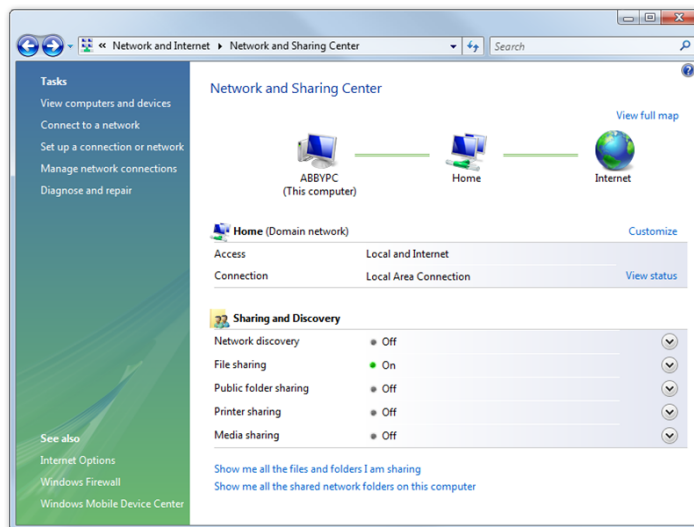 « Network and Internet ▸ Network and Sharing Center
Search
Tasks
View computers and devices
Connect to a network
Set up a connection or network
Manage network connections
Diagnose and repair
See also
Internet Options
Windows Firewall
Windows Mobile Device Center
Network and Sharing Center
View full map
ABBYPC
(This computer)
Home
Internet
Home (Domain network)
Customize
Access Local and Internet
Connection Local Area Connection View status
Sharing and Discovery
Network discovery Off
File sharing On
Public folder sharing Off
Printer sharing Off
Media sharing Off
Show me all the files and folders I am sharing
Show me all the shared network folders on this computer